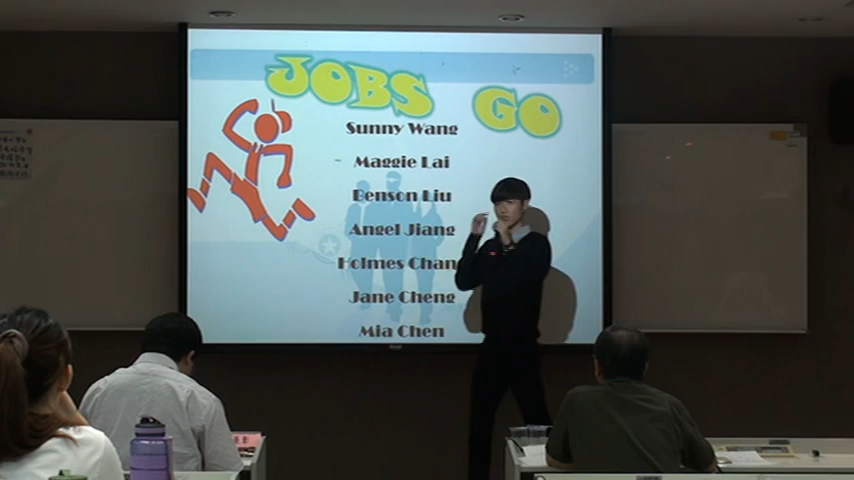 JOBS GO
Sunny Wang
Maggie Lai
Benson Liu
Angel Jiang
Holmes Chan
Jane Cheng
Mia Chen